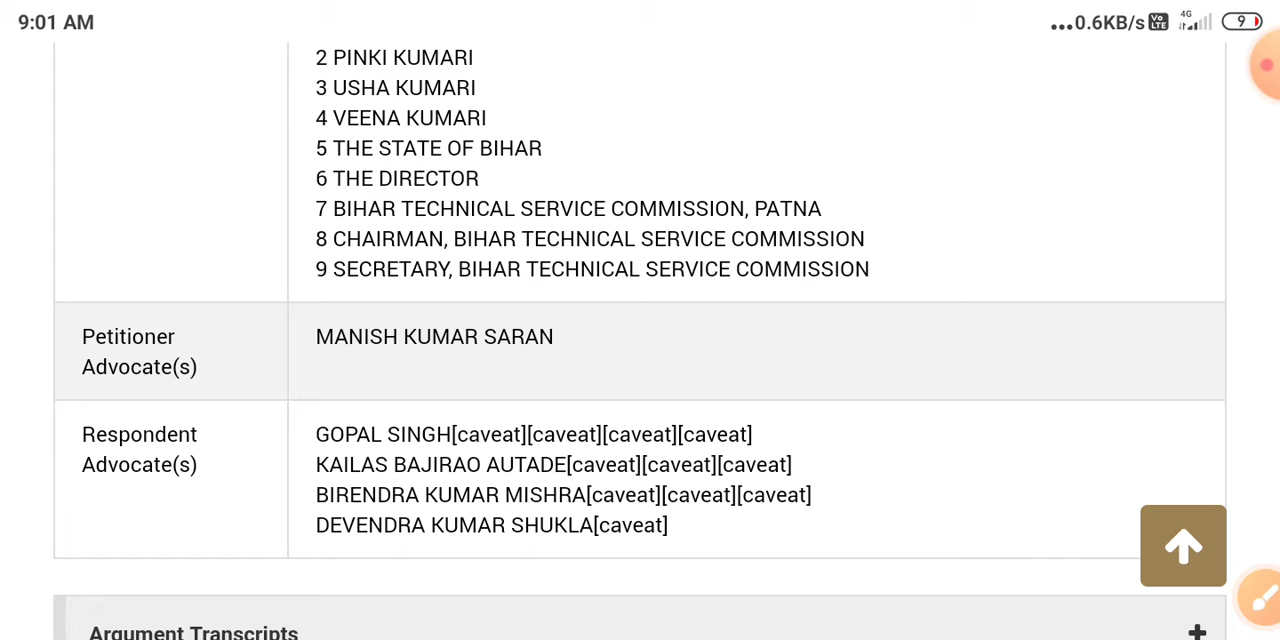 9:01 AM
...0.6KB/s Vo LTE 4G 9
2 PINKI KUMARI
3 USHA KUMARI
4 VEENA KUMARI
5 THE STATE OF BIHAR
6 THE DIRECTOR
7 BIHAR TECHNICAL SERVICE COMMISSION, PATNA
8 CHAIRMAN, BIHAR TECHNICAL SERVICE COMMISSION
9 SECRETARY, BIHAR TECHNICAL SERVICE COMMISSION
Petitioner
Advocate(s)
MANISH KUMAR SARAN
Respondent
Advocate(s)
GOPAL SINGH[caveat][caveat][caveat][caveat]
KAILAS BAJIRAO AUTADE[caveat][caveat][caveat]
BIRENDRA KUMAR MISHRA[caveat][caveat][caveat]
DEVENDRA KUMAR SHUKLA[caveat]
Argument Transcripts